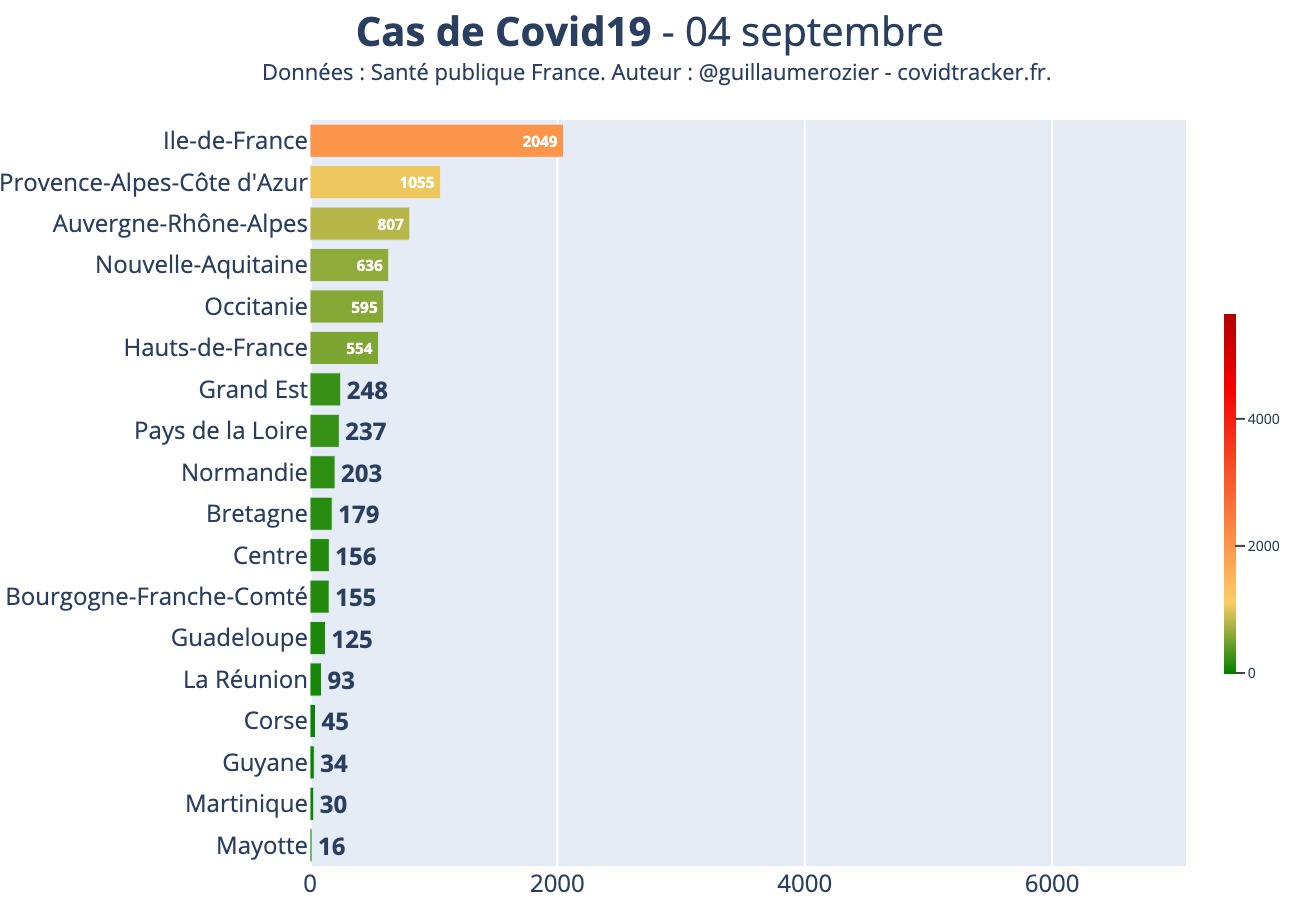 Cas de Covid19 - 04 septembre
Données : Santé publique France. Auteur : @guillaumerozier - covidtracker.fr.
Ile-de-France 2049
Provence-Alpes-Côte d'Azur 1055
Auvergne-Rhône-Alpes 807
Nouvelle-Aquitaine 636
Occitanie 595
Hauts-de-France 554
Grand Est 248
Pays de la Loire 237
Normandie 203
Bretagne 179
Centre 156
Bourgogne-Franche-Comté 155
Guadeloupe 125
La Réunion 93
Corse 45
Guyane 34
Martinique 30
Mayotte 16
0 2000 4000 6000
4000
2000
0